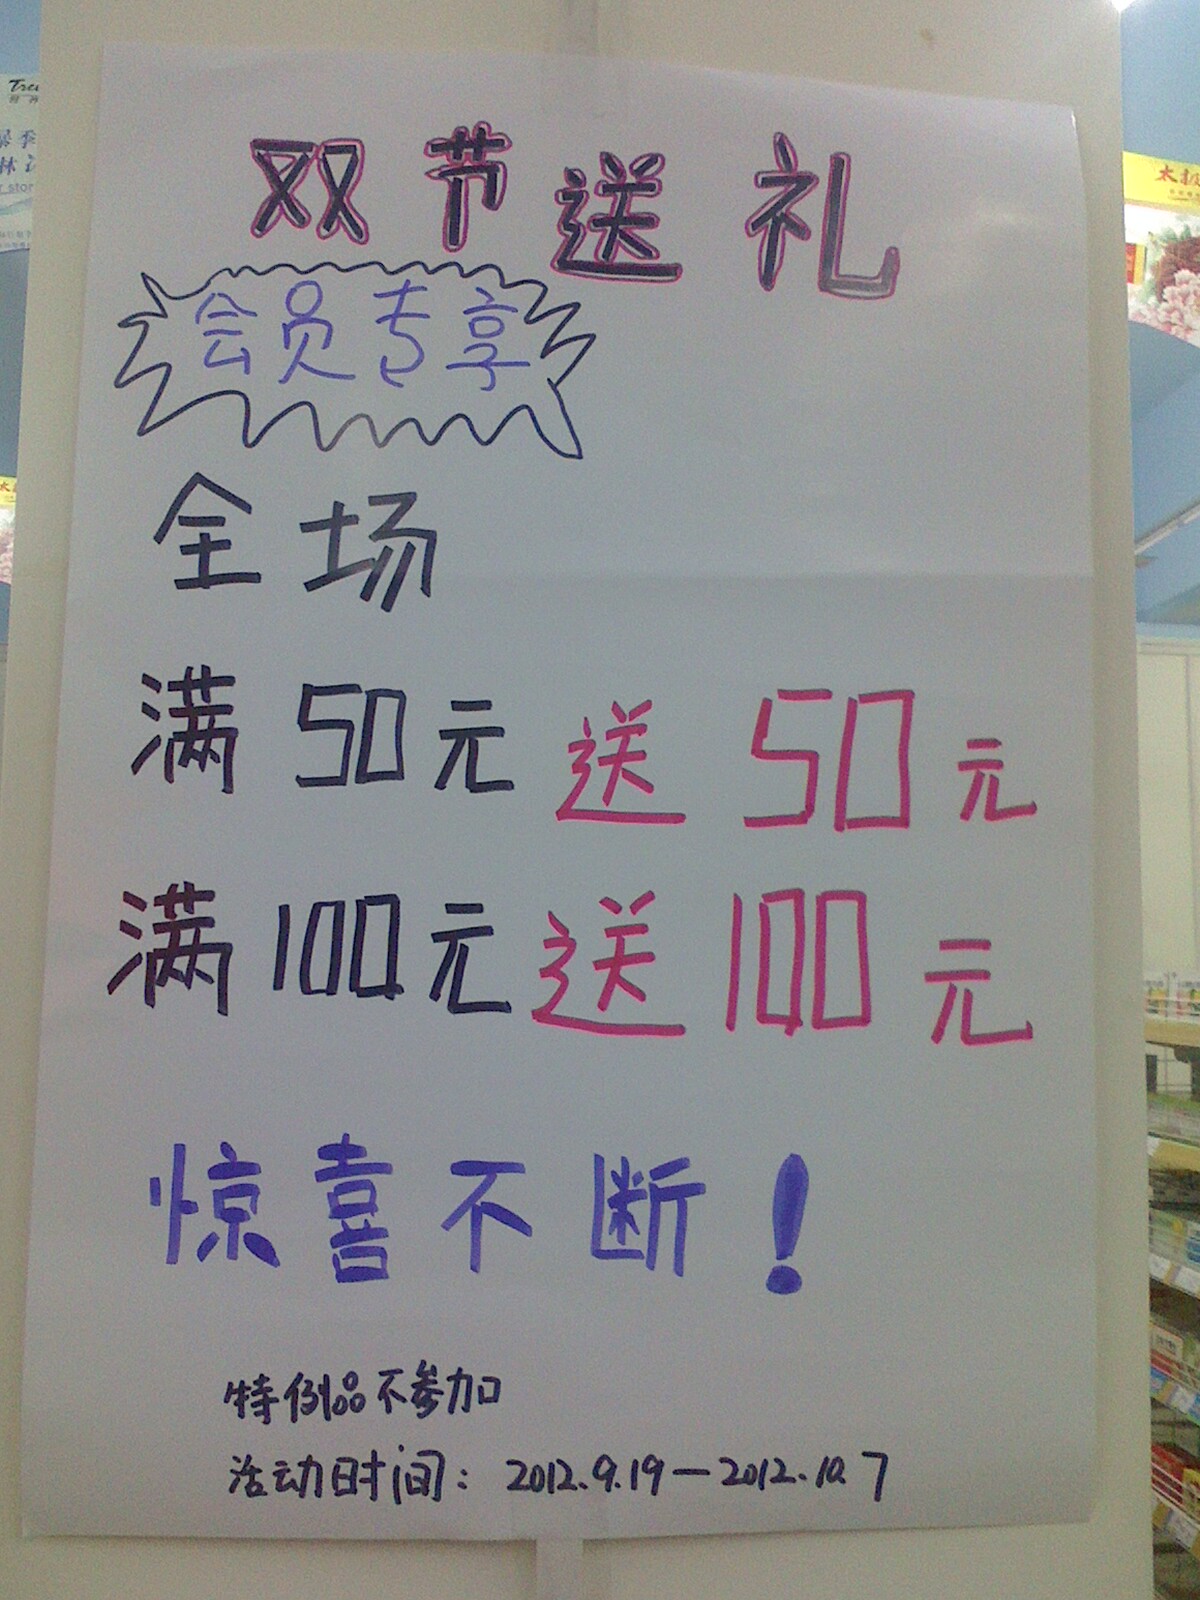 双节送礼
会员专享
全场
满50元送50元
满100元送100元
惊喜不断！
特例品不参加
活动时间：2012.9.19—2012.10.7
太极